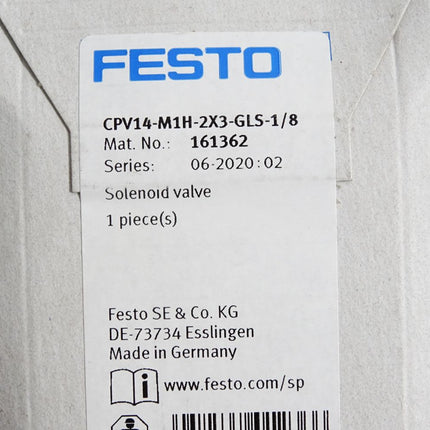 FESTO
CPV14-M1H-2X3-GLS-1/8
Mat. No.: 161362
Series: 06-2020:02
Solenoid valve
1 piece(s)
Festo SE & Co. KG
DE-73734 Esslingen
Made in Germany
i www.festo.com/sp